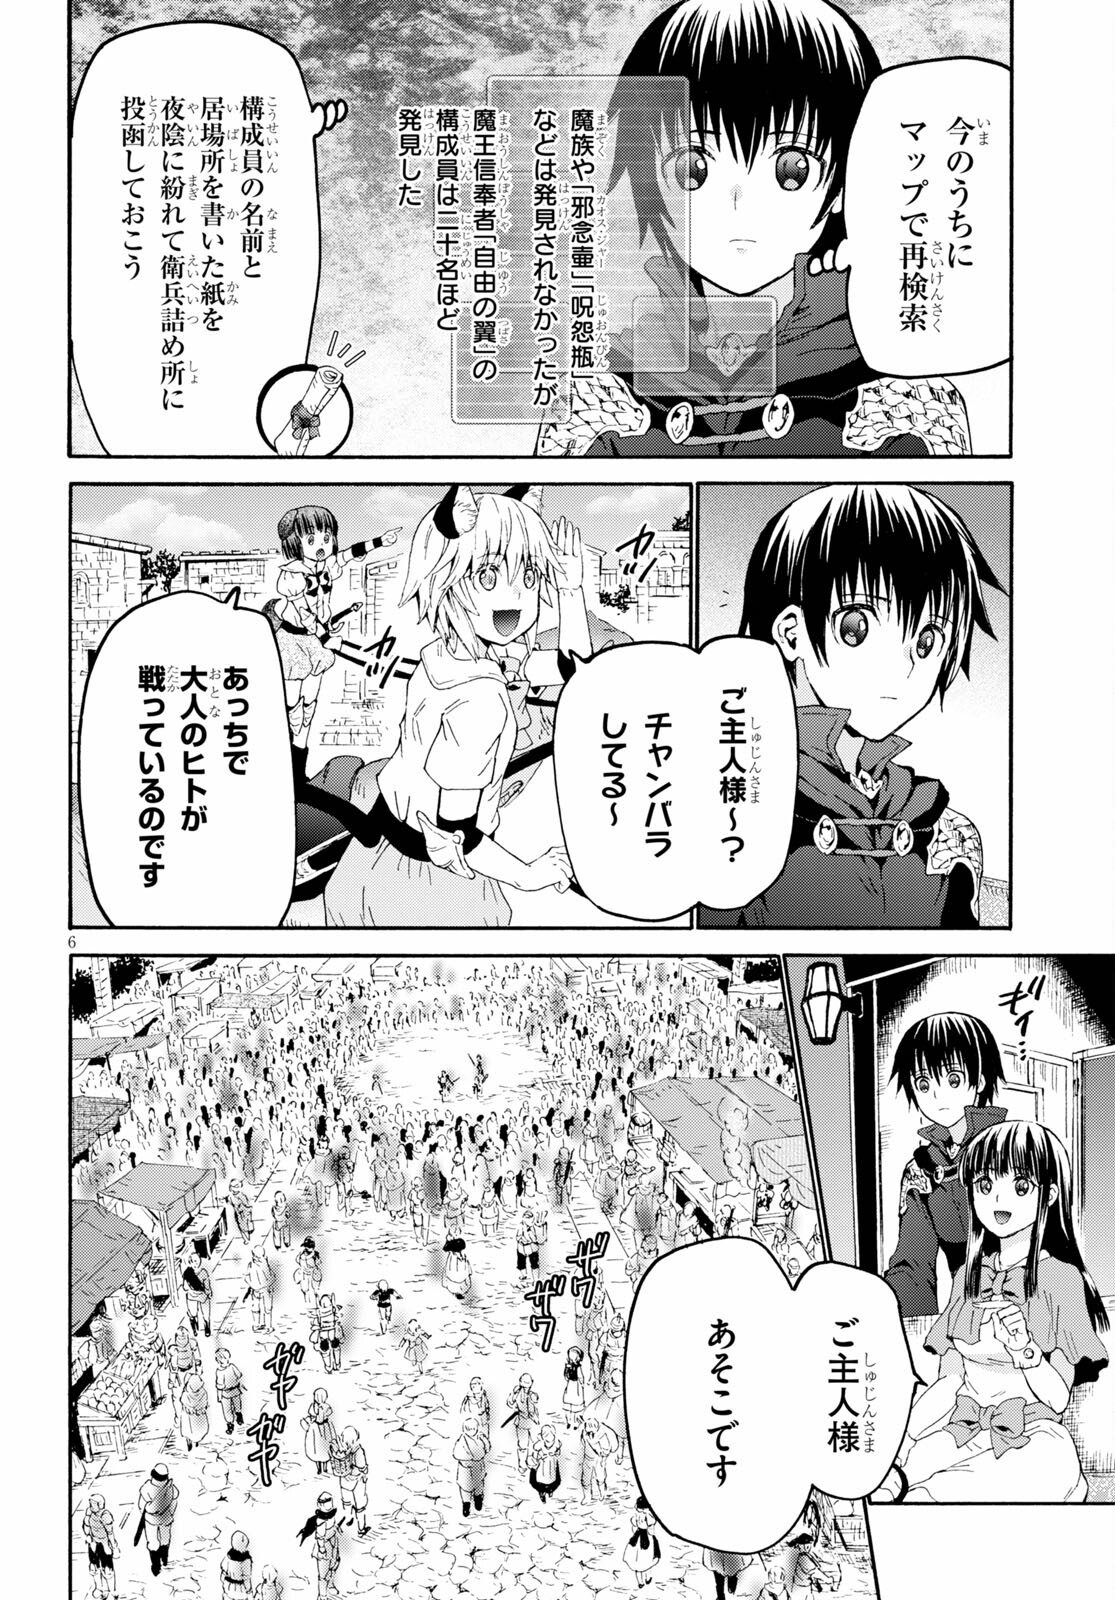 今のうちに
マップで再検索
魔族や「邪念壷」「呪怨瓶」
などは発見されなかったが
魔王信奉者「自由の翼」の
構成員は二十名ほど
発見した
構成員の名前と
居場所を書いた紙を
夜陰に紛れて衛兵詰め所に
投函しておこう
ご主人様〜?
チャンバラ
してる〜
ブン
ブン
あっちで
大人のヒトが
戦っているのです
6
ギイ…
ご主人様
あそこです
ザワ
ザワ
ガヤ
ガヤ